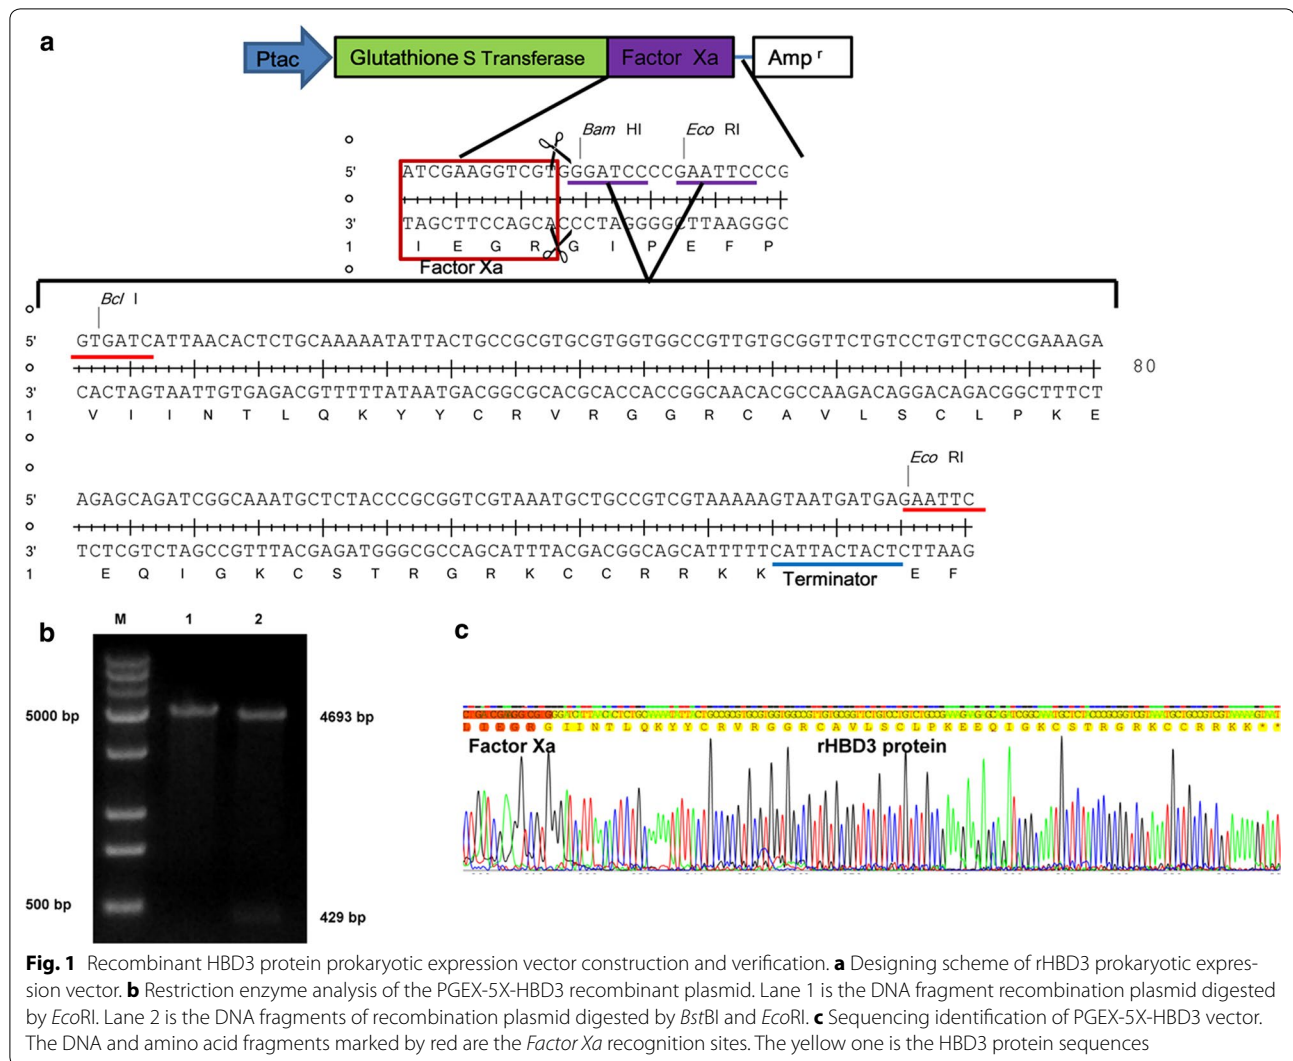 a
Ptac Glutathione S Transferase Factor Xa Amp r
Bam HI Eco RI
5' ATCGAAGGTCGTGGGATCCCCGAATTCCCG
3' TAGCTTCCAGCACCCTAGGGGCTTAAGGGC
1 I E G R G I P E F P
Factor Xa
Bcl I
5' GTGATCATTAACACTCTGCAAAAATATTACTGCCGCGTGCGTGGTGGCCGTTGTGCGGTTCTGTCCTGTCTGCCGAAAGA
80
3' CACTAGTAATTGTGAGACGTTTTTATAATGACGGCGCACGCACCACCGGCAACACGCCAAGACAGGACAGACGGCTTTCT
1 V I I N T L Q K Y Y C R V R G G R C A V L S C L P K E
Eco RI
5' AGAGCAGATCGGCAAATGCTCTACCCGCGGTCGTAAATGCTGCCGTCGTAAAAAGTAATGATGAGAATTC
3' TCTCGTCTAGCCGTTTACGAGATGGGCGCCAGCATTTACGACGGCAGCATTTTTCATTACTACTCTTAAG
1 E Q I G K C S T R G R K C C R R K K Terminator E F
b
M 1 2
5000 bp 4693 bp
500 bp 429 bp
c
G I I N T L Q K Y Y C R V R G G R C A V L S C L P K E E Q I G K C S T R G R K C C R R K K * *
Factor Xa rHBD3 protein
Fig. 1 Recombinant HBD3 protein prokaryotic expression vector construction and verification. a Designing scheme of rHBD3 prokaryotic expres-
sion vector. b Restriction enzyme analysis of the PGEX-5X-HBD3 recombinant plasmid. Lane 1 is the DNA fragment recombination plasmid digested
by EcoRI. Lane 2 is the DNA fragments of recombination plasmid digested by BstBI and EcoRI. c Sequencing identification of PGEX-5X-HBD3 vector.
The DNA and amino acid fragments marked by red are the Factor Xa recognition sites. The yellow one is the HBD3 protein sequences